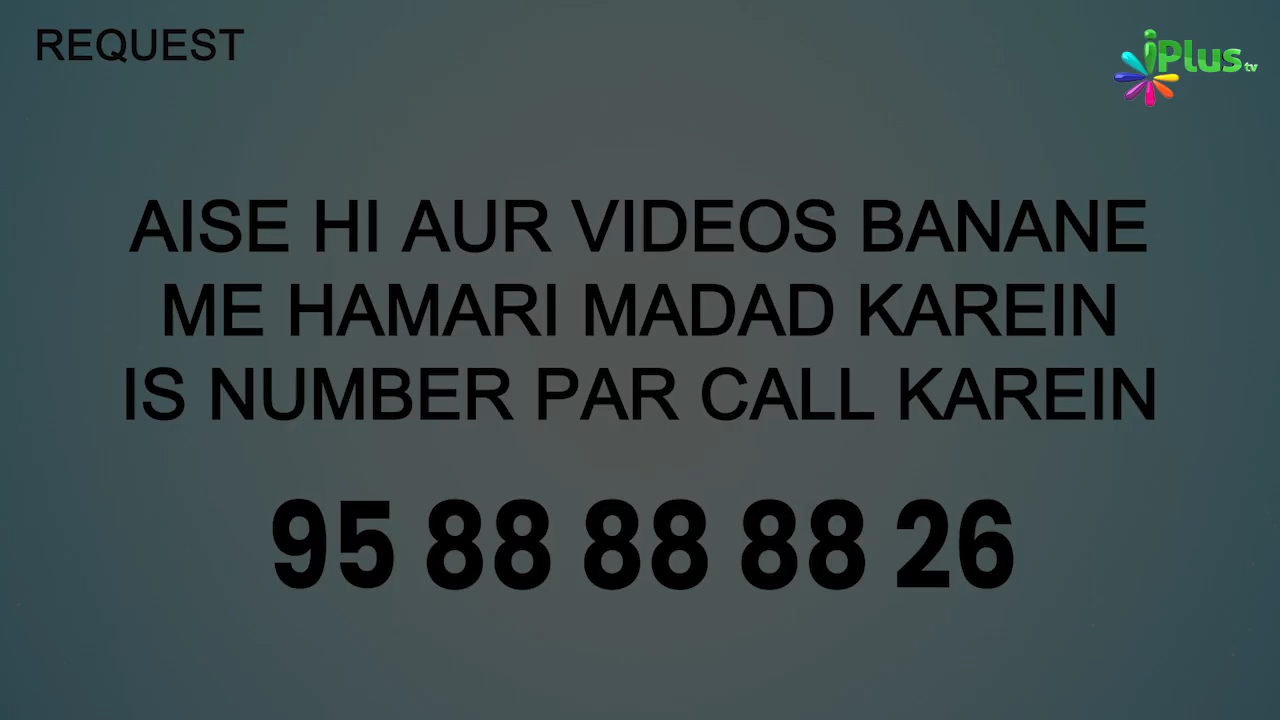 REQUEST
iPlus tv
AISE HI AUR VIDEOS BANANE
ME HAMARI MADAD KAREIN
IS NUMBER PAR CALL KAREIN
95 88 88 88 26